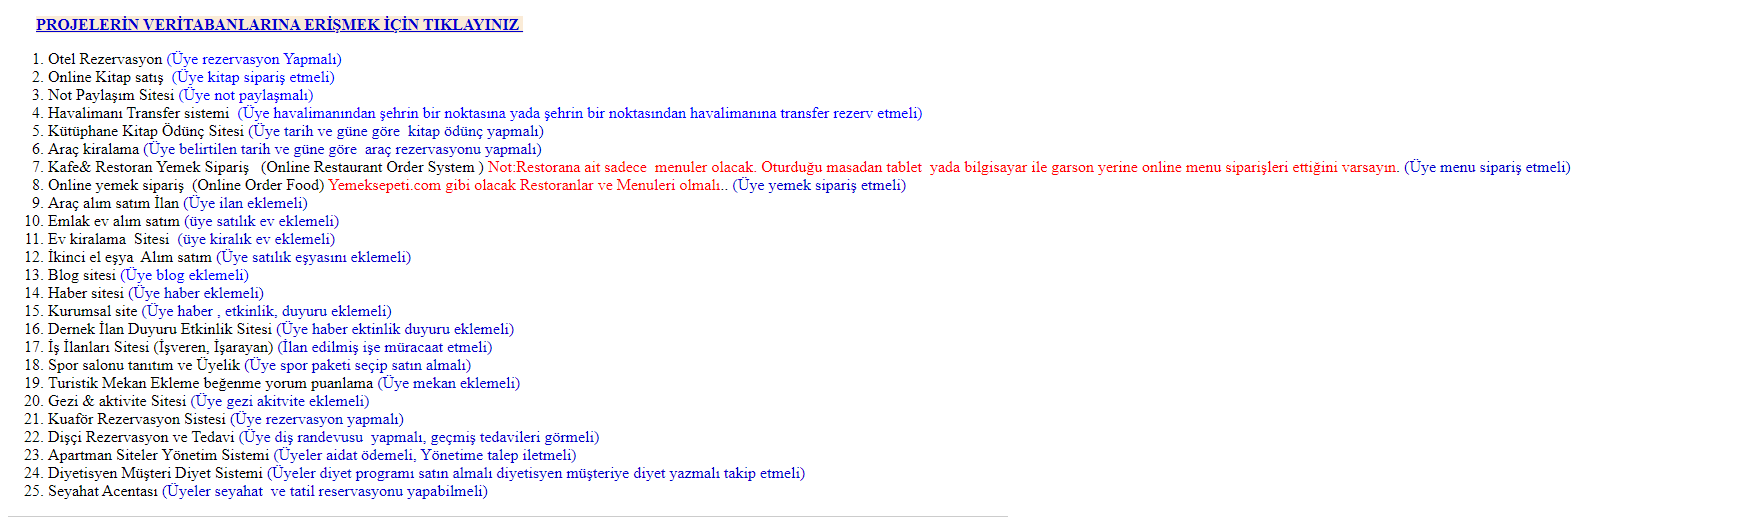 PROJELERİN VERİTABANLARINA ERİŞMEK İÇİN TIKLAYINIZ
1. Otel Rezervasyon (Üye rezervasyon Yapmalı)
2. Online Kitap satış (Üye kitap sipariş etmeli)
3. Not Paylaşım Sitesi (Üye not paylaşmalı)
4. Havalimanı Transfer sistemi (Üye havalimanından şehrin bir noktasına yada şehrin bir noktasından havalimanına transfer rezerv etmeli)
5. Kütüphane Kitap Ödünç Sitesi (Üye tarih ve güne göre kitap ödünç yapmalı)
6. Araç kiralama (Üye belirtilen tarih ve güne göre araç rezervasyonu yapmalı)
7. Kafe& Restoran Yemek Sipariş (Online Restaurant Order System ) Not:Restorana ait sadece menuler olacak. Oturduğu masadan tablet yada bilgisayar ile garson yerine online menu siparişleri ettiğini varsayın. (Üye menu sipariş etmeli)
8. Online yemek sipariş (Online Order Food) Yemeksepeti.com gibi olacak Restoranlar ve Menuleri olmalı.. (Üye yemek sipariş etmeli)
9. Araç alım satım İlan (Üye ilan eklemeli)
10. Emlak ev alım satım (üye satılık ev eklemeli)
11. Ev kiralama Sitesi (üye kiralık ev eklemeli)
12. İkinci el eşya Alım satım (Üye satılık eşyasını eklemeli)
13. Blog sitesi (Üye blog eklemeli)
14. Haber sitesi (Üye haber eklemeli)
15. Kurumsal site (Üye haber , etkinlik, duyuru eklemeli)
16. Dernek İlan Duyuru Etkinlik Sitesi (Üye haber ektinlik duyuru eklemeli)
17. İş İlanları Sitesi (İşveren, İşarayan) (İlan edilmiş işe müracaat etmeli)
18. Spor salonu tanıtım ve Üyelik (Üye spor paketi seçip satın almalı)
19. Turistik Mekan Ekleme beğenme yorum puanlama (Üye mekan eklemeli)
20. Gezi & aktivite Sitesi (Üye gezi akitvite eklemeli)
21. Kuaför Rezervasyon Sistesi (Üye rezervasyon yapmalı)
22. Dişçi Rezervasyon ve Tedavi (Üye diş randevusu yapmalı, geçmiş tedavileri görmeli)
23. Apartman Siteler Yönetim Sistemi (Üyeler aidat ödemeli, Yönetime talep iletmeli)
24. Diyetisyen Müşteri Diyet Sistemi (Üyeler diyet programı satın almalı diyetisyen müşteriye diyet yazmalı takip etmeli)
25. Seyahat Acentası (Üyeler seyahat ve tatil reservasyonu yapabilmeli)